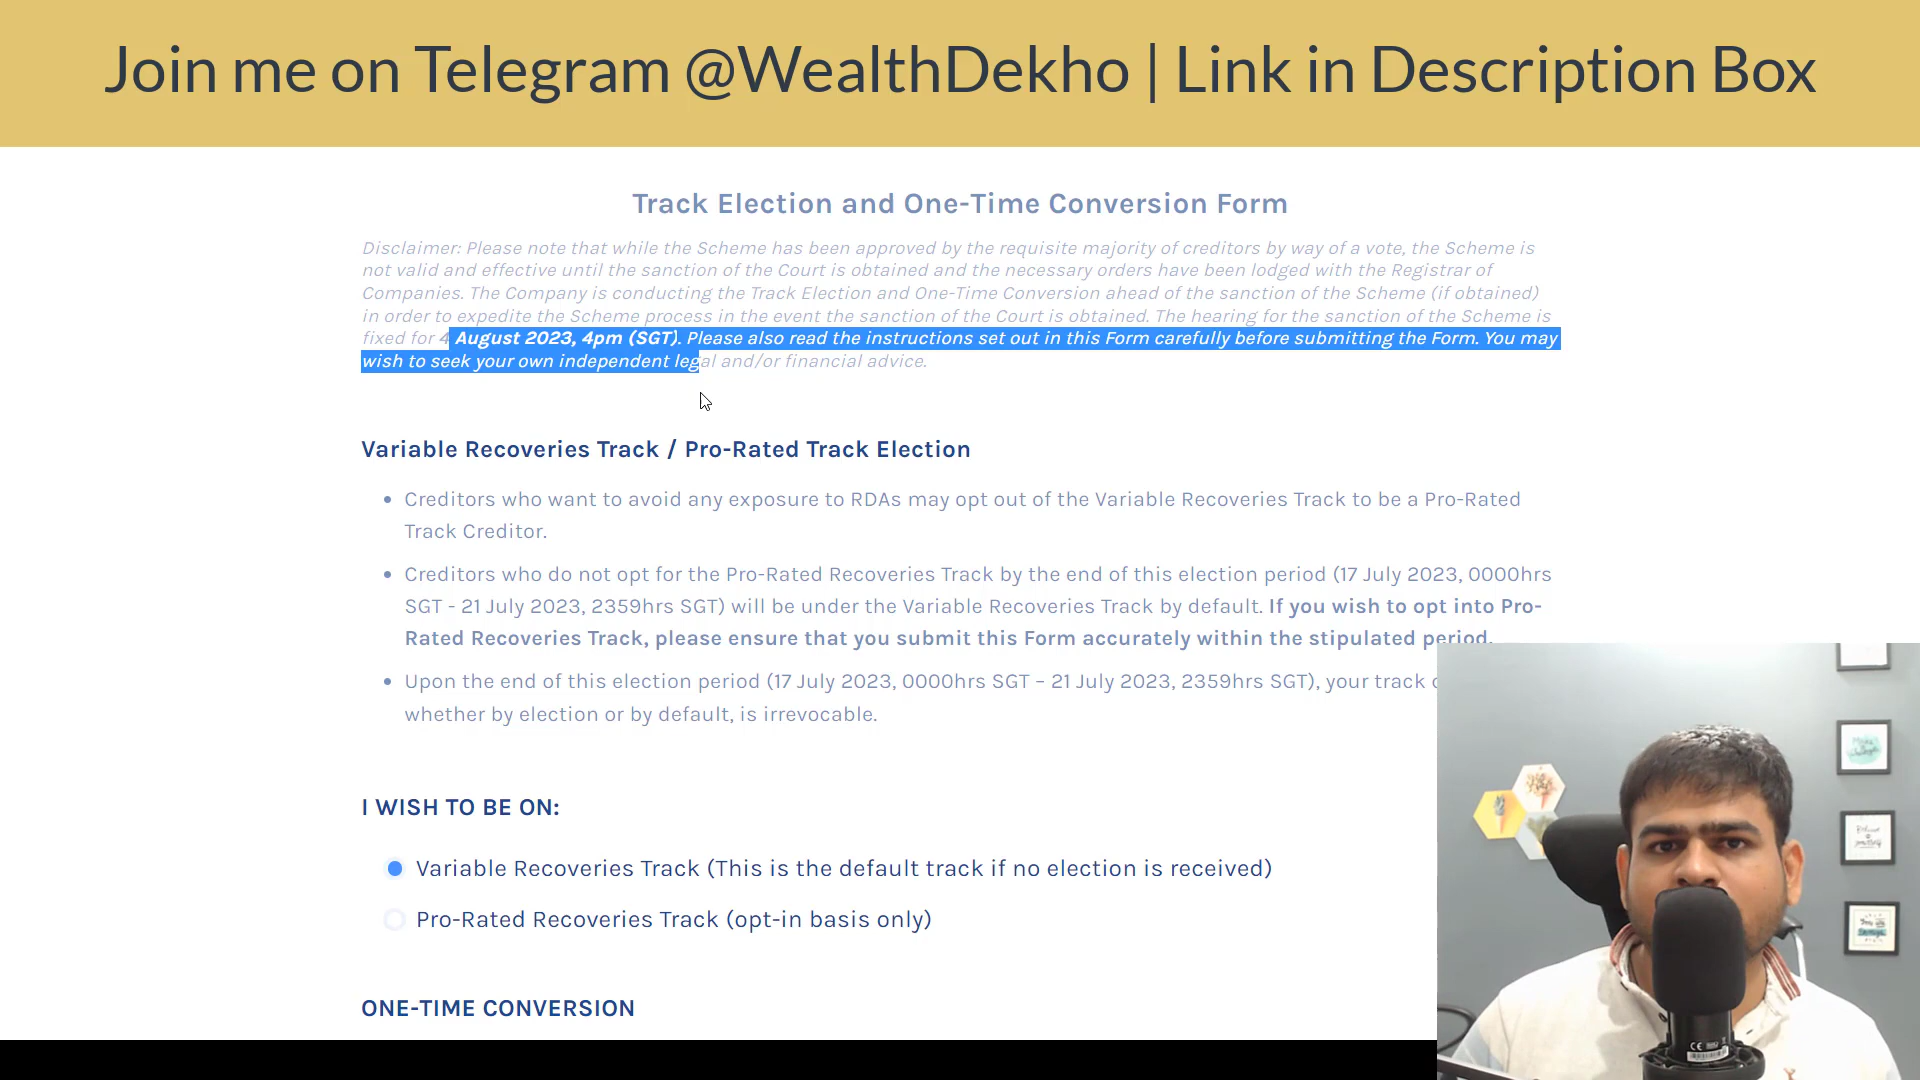 Join me on Telegram @WealthDekho | Link in Description Box
Track Election and One-Time Conversion Form
Disclaimer: Please note that while the Scheme has been approved by the requisite majority of creditors by way of a vote, the Scheme is
not valid and effective until the sanction of the Court is obtained and the necessary orders have been lodged with the Registrar of
Companies. The Company is conducting the Track Election and One-Time Conversion ahead of the sanction of the Scheme (if obtained)
in order to expedite the Scheme process in the event the sanction of the Court is obtained. The hearing for the sanction of the Scheme is
fixed for 4 August 2023, 4pm (SGT). Please also read the instructions set out in this Form carefully before submitting the Form. You may
wish to seek your own independent legal and/or financial advice.
Variable Recoveries Track / Pro-Rated Track Election
• Creditors who want to avoid any exposure to RDAs may opt out of the Variable Recoveries Track to be a Pro-Rated
Track Creditor.
• Creditors who do not opt for the Pro-Rated Recoveries Track by the end of this election period (17 July 2023, 0000hrs
SGT - 21 July 2023, 2359hrs SGT) will be under the Variable Recoveries Track by default. If you wish to opt into Pro-
Rated Recoveries Track, please ensure that you submit this Form accurately within the stipulated period.
• Upon the end of this election period (17 July 2023, 0000hrs SGT – 21 July 2023, 2359hrs SGT), your track
whether by election or by default, is irrevocable.
I WISH TO BE ON:
Variable Recoveries Track (This is the default track if no election is received)
Pro-Rated Recoveries Track (opt-in basis only)
ONE-TIME CONVERSION